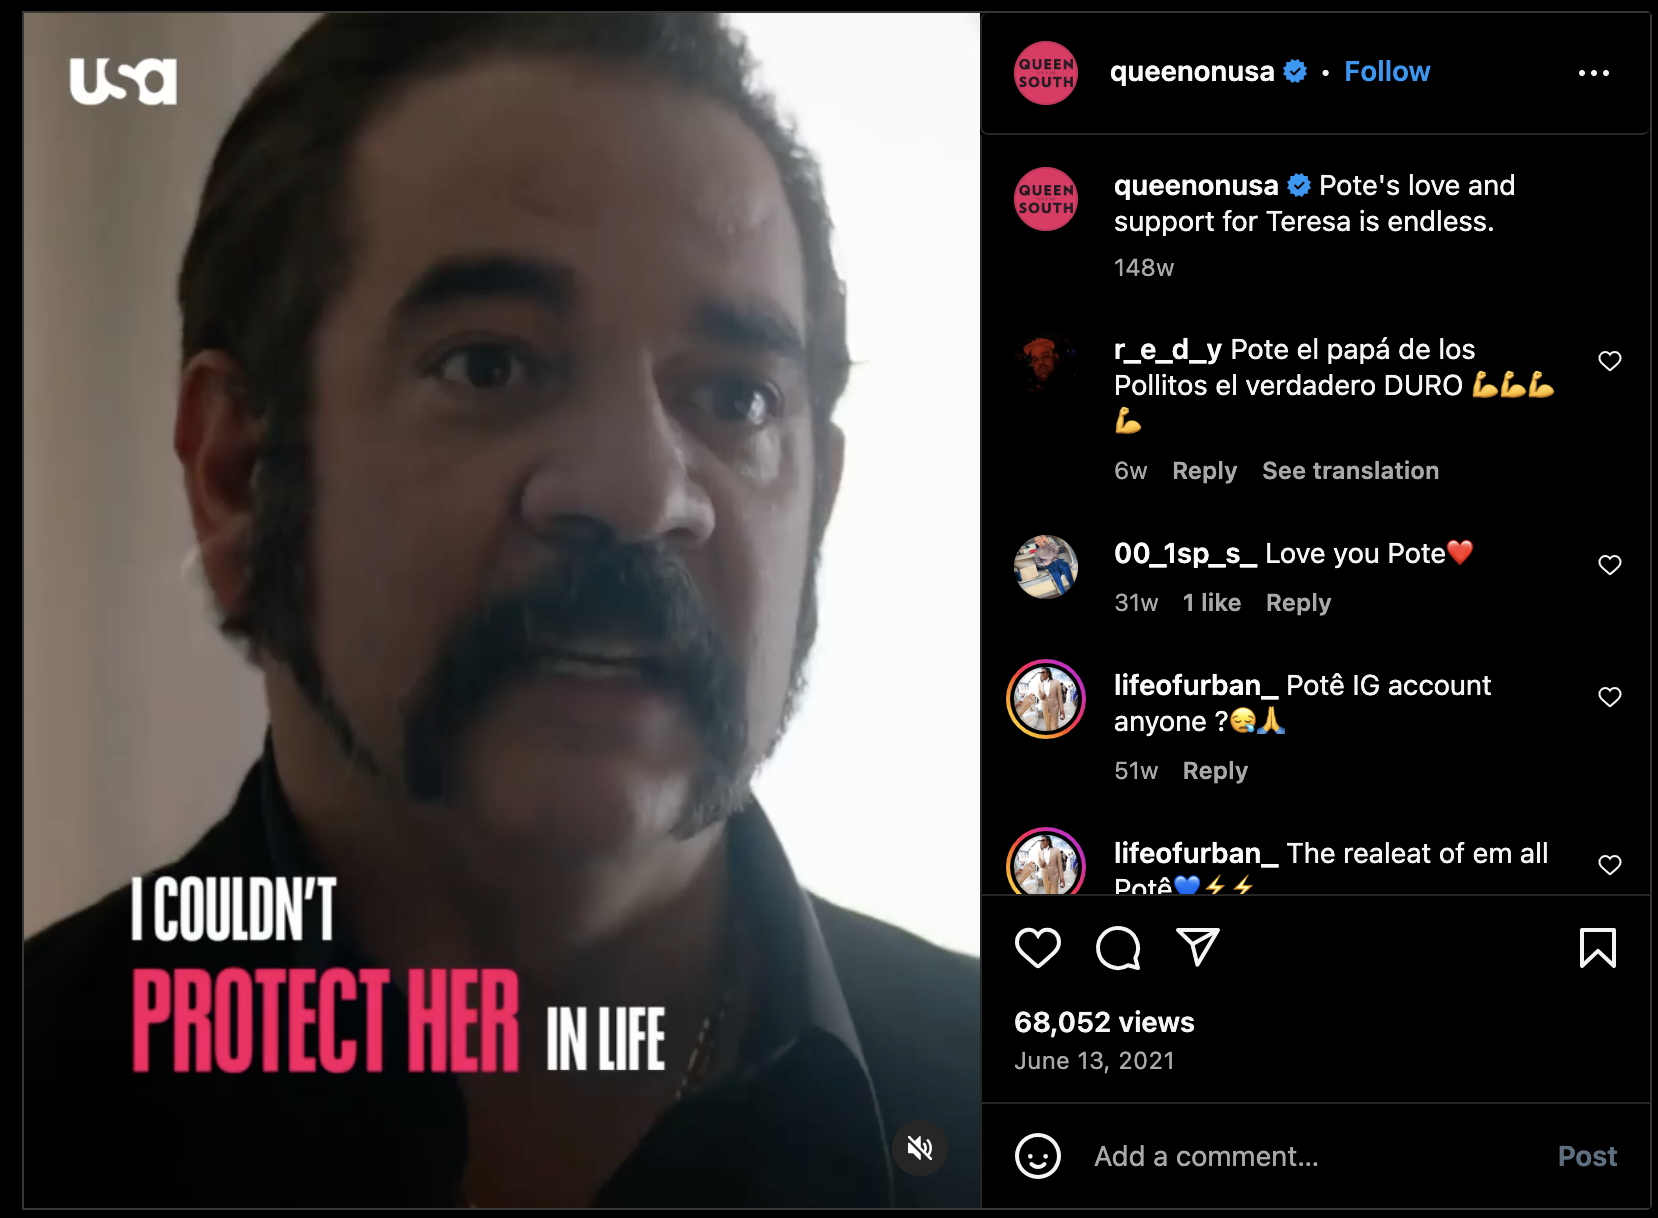 usa
I COULDN'T
PROTECT HER IN LIFE
QUEEN
SOUTH
queenonusa • Follow
QUEEN
SOUTH
queenonusa Pote's love and
support for Teresa is endless.
148w
r_e_d_y Pote el papá de los
Pollitos el verdadero DURO 💪💪💪
💪
6w Reply See translation
00_1sp_s_ Love you Pote❤️
31w 1 like Reply
lifeofurban_ Potê IG account
anyone ?😪🙏
51w Reply
lifeofurban_ The realeat of em all
Potê💙⚡⚡
68,052 views
June 13, 2021
Add a comment...
Post